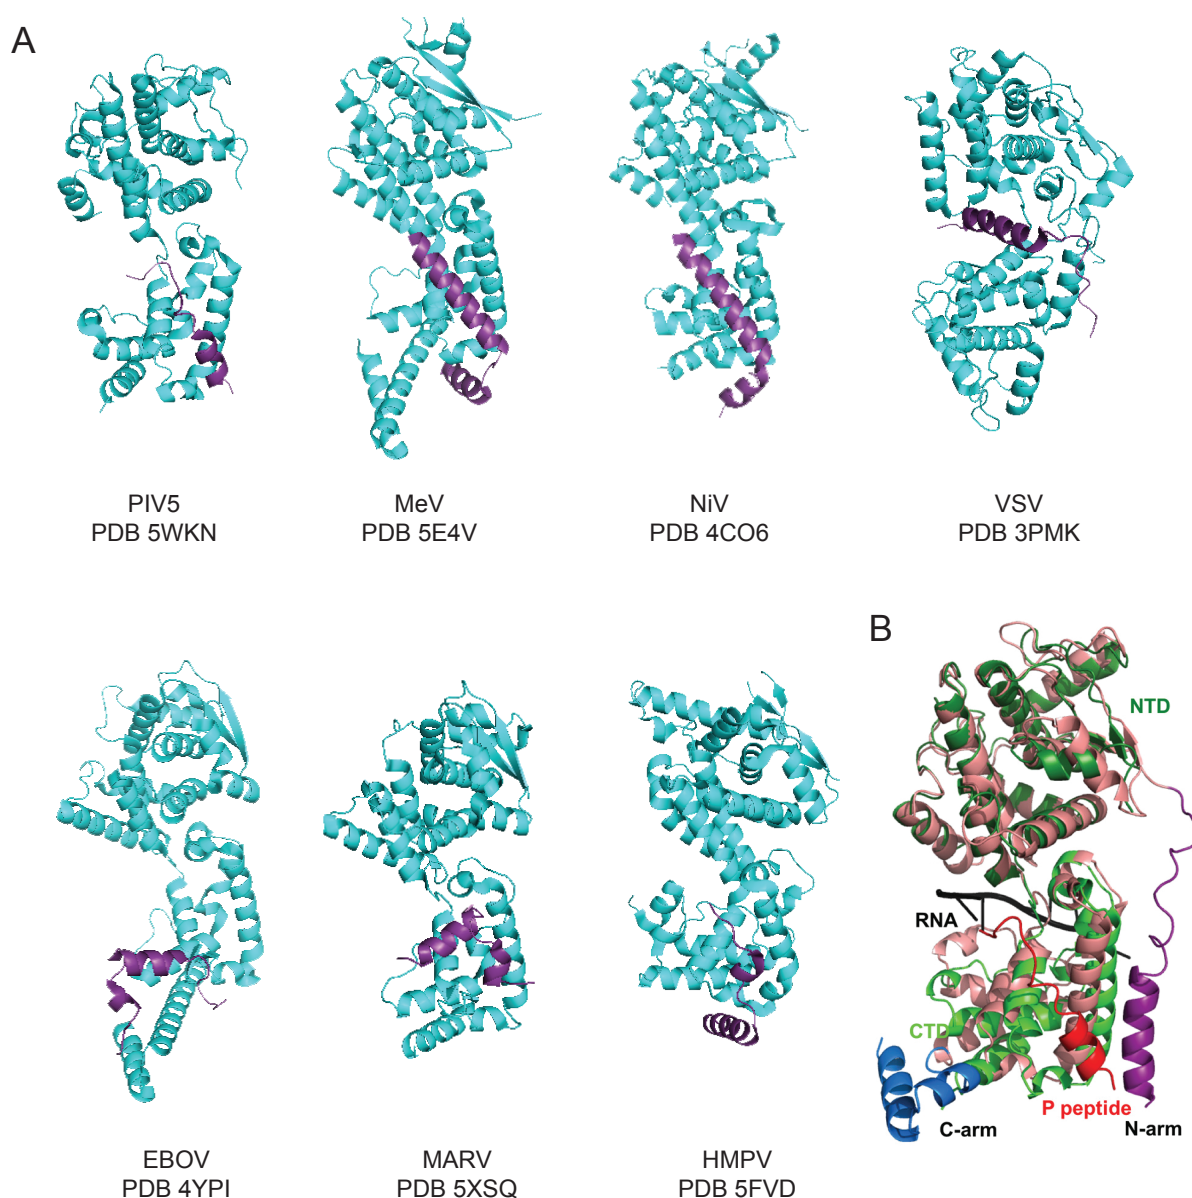 A
PIV5
PDB 5WKN
MeV
PDB 5E4V
NiV
PDB 4CO6
VSV
PDB 3PMK
EBOV
PDB 4YPI
MARV
PDB 5XSQ
HMPV
PDB 5FVD
B
NTD
RNA
CTD
P peptide
C-arm
N-arm